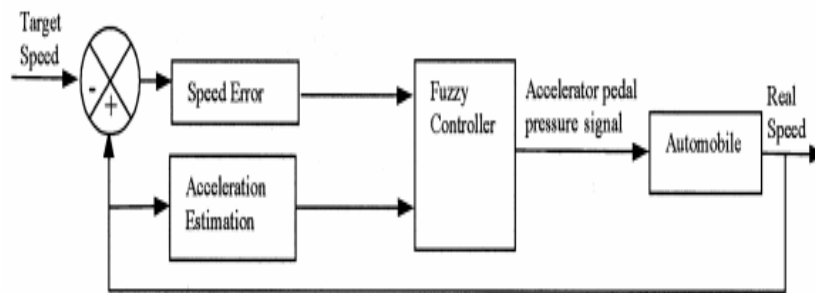 Target
Speed
-
+
Speed Error
Acceleration
Estimation
Fuzzy
Controller
Accelerator pedal
pressure signal
Automobile
Real
Speed